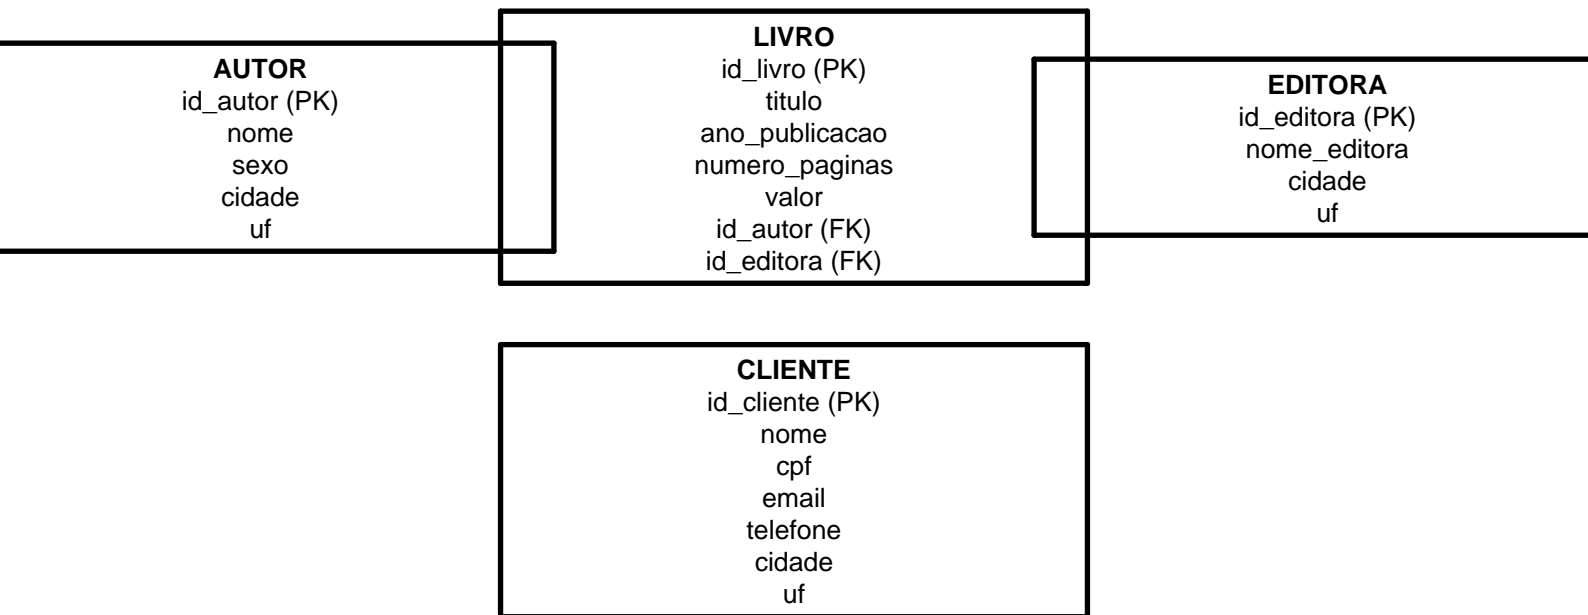 AUTOR
id_autor (PK)
nome
sexo
cidade
uf
LIVRO
id_livro (PK)
titulo
ano_publicacao
numero_paginas
valor
id_autor (FK)
id_editora (FK)
EDITORA
id_editora (PK)
nome_editora
cidade
uf
CLIENTE
id_cliente (PK)
nome
cpf
email
telefone
cidade
uf